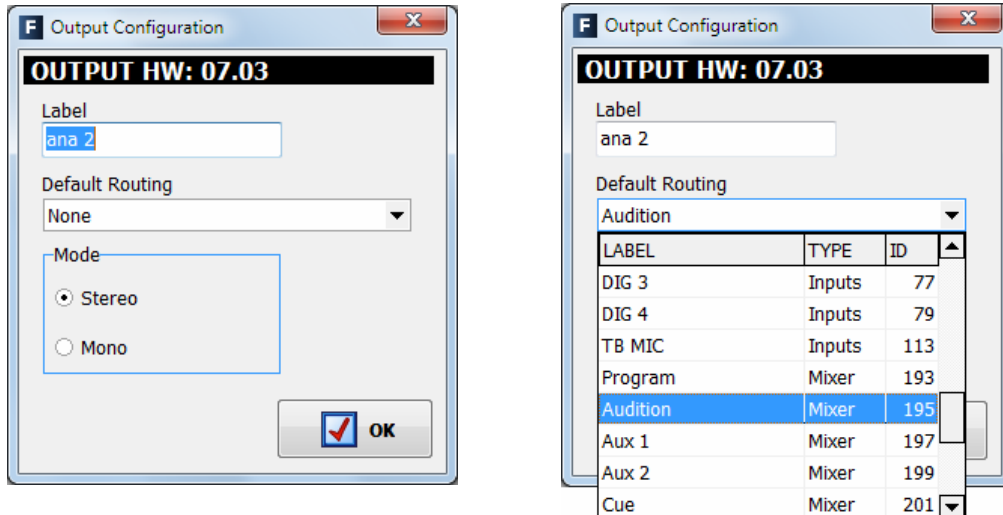 F Output Configuration x
OUTPUT HW: 07.03
Label
ana 2
Default Routing
None
Mode
Stereo
Mono
OK
F Output Configuration x
OUTPUT HW: 07.03
Label
ana 2
Default Routing
Audition
LABEL TYPE ID
DIG 3 Inputs 77
DIG 4 Inputs 79
TB MIC Inputs 113
Program Mixer 193
Audition Mixer 195
Aux 1 Mixer 197
Aux 2 Mixer 199
Cue Mixer 201